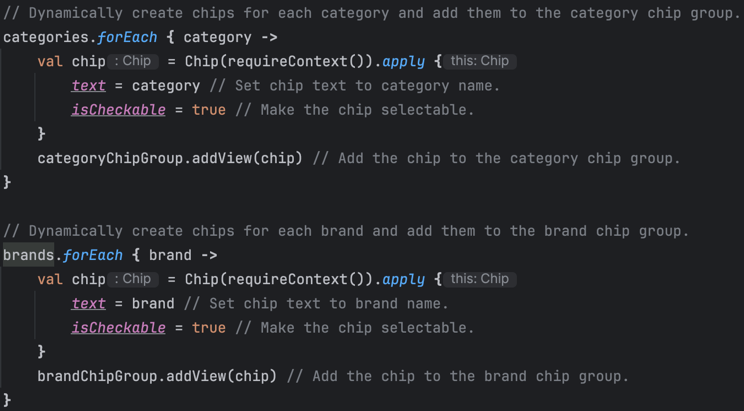 // Dynamically create chips for each category and add them to the category chip group.
categories.forEach { category ->
    val chip : Chip = Chip(requireContext()).apply { this: Chip
        text = category // Set chip text to category name.
        isCheckable = true // Make the chip selectable.
    }
    categoryChipGroup.addView(chip) // Add the chip to the category chip group.
}

// Dynamically create chips for each brand and add them to the brand chip group.
brands.forEach { brand ->
    val chip : Chip = Chip(requireContext()).apply { this: Chip
        text = brand // Set chip text to brand name.
        isCheckable = true // Make the chip selectable.
    }
    brandChipGroup.addView(chip) // Add the chip to the brand chip group.
}